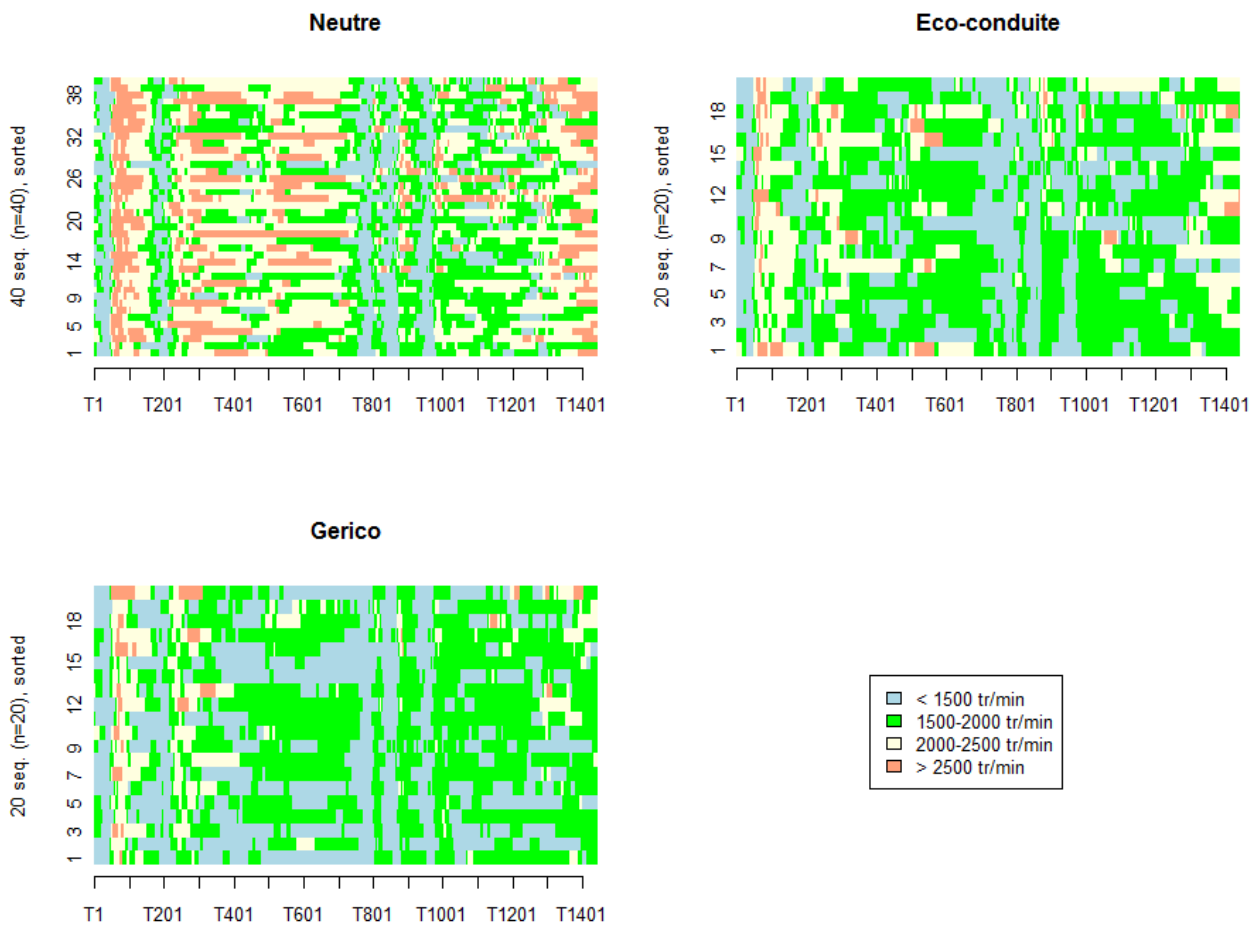 Neutre
40 seq. (n=40), sorted
38
32
26
20
14
9
5
1
T1 T201 T401 T601 T801 T1001 T1201 T1401
Eco-conduite
20 seq. (n=20), sorted
18
15
12
9
7
5
3
1
T1 T201 T401 T601 T801 T1001 T1201 T1401
Gerico
20 seq. (n=20), sorted
18
15
12
9
7
5
3
1
T1 T201 T401 T601 T801 T1001 T1201 T1401
< 1500 tr/min
1500-2000 tr/min
2000-2500 tr/min
> 2500 tr/min